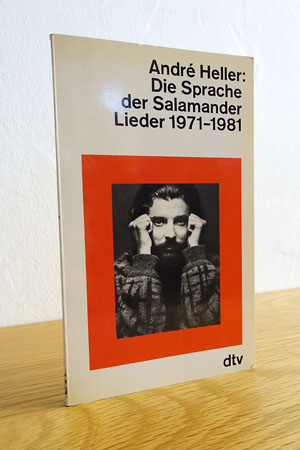 André Heller:
Die Sprache
der Salamander
Lieder 1971–1981
dtv